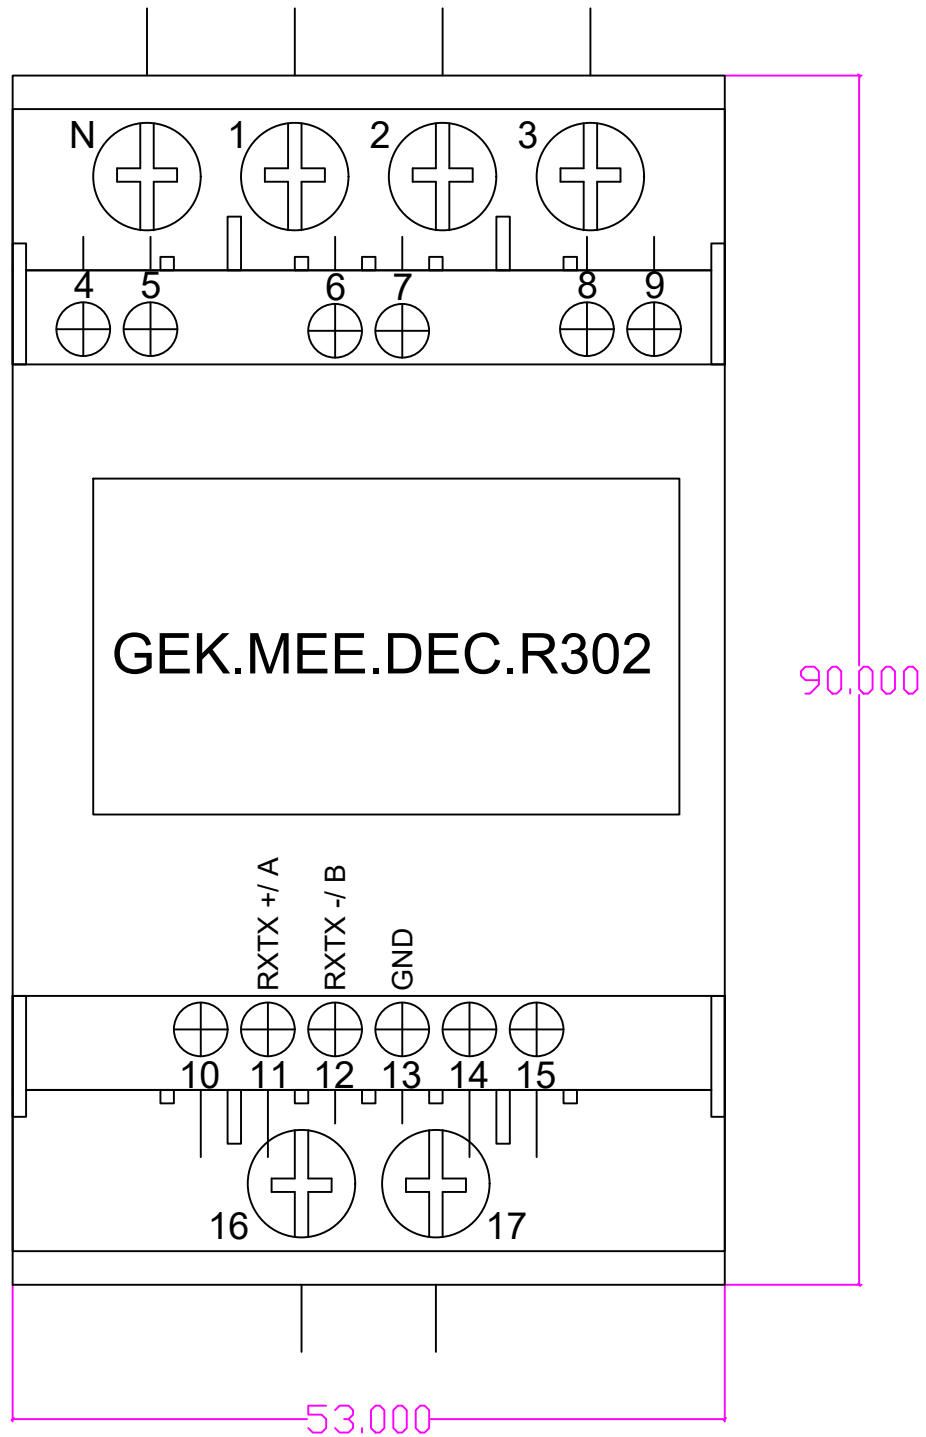 N 1 2 3
4 5 6 7 8 9
GEK.MEE.DEC.R302
90.000
RXTX +/ A
RXTX -/ B
GND
10 11 12 13 14 15
16 17
53.000